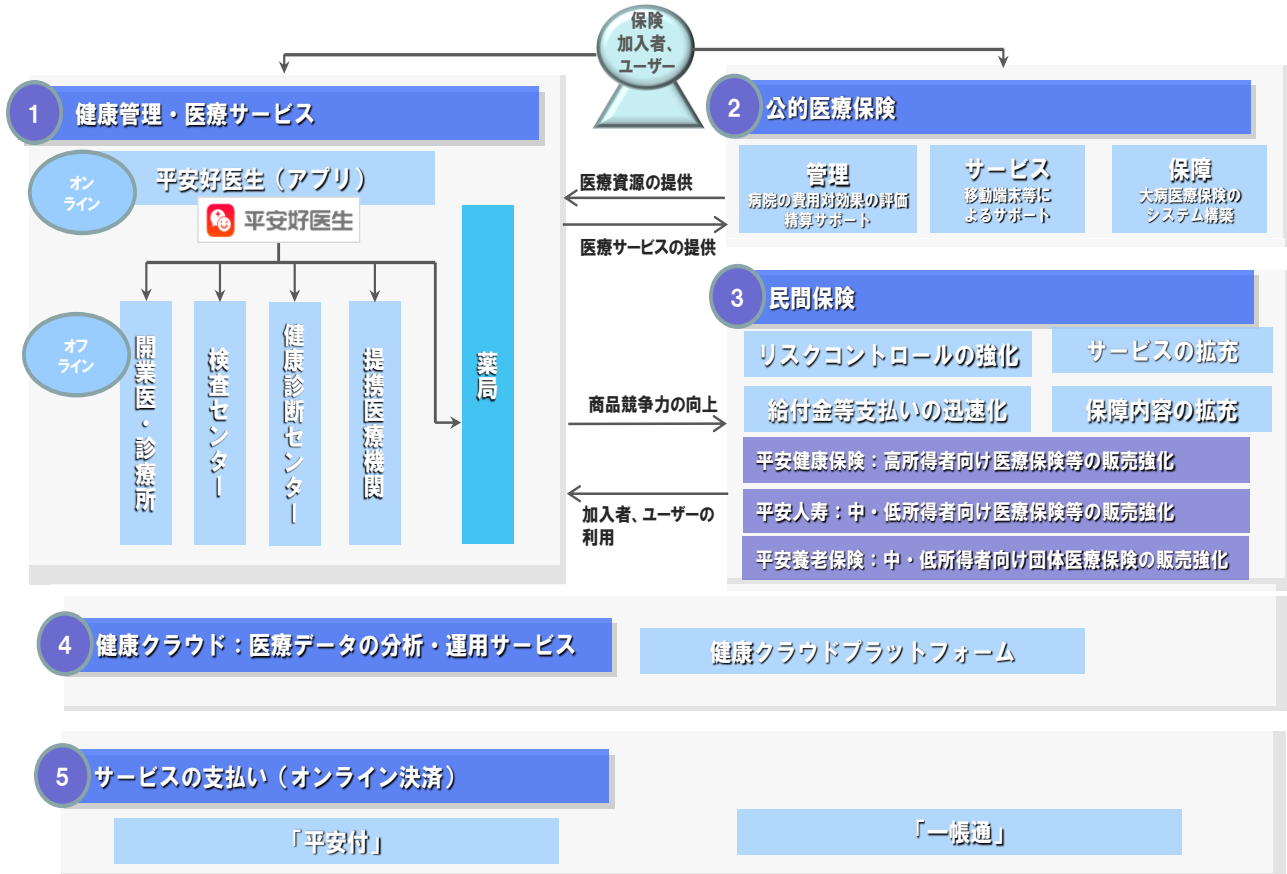 保険
加入者、
ユーザー
1
健康管理・医療サービス
オン
ライン
平安好医生（アプリ）
平安好医生
オフ
ライン
開業医・診療所
検査センター
健康診断センター
提携医療機関
薬局
医療資源の提供
医療サービスの提供
商品競争力の向上
加入者、ユーザーの
利用
2
公的医療保険
管理
病院の費用対効果の評価
精算サポート
サービス
移動端末等に
よるサポート
保障
大病医療保険の
システム構築
3
民間保険
リスクコントロールの強化
サービスの拡充
給付金等支払いの迅速化
保障内容の拡充
平安健康保険：高所得者向け医療保険等の販売強化
平安人寿：中・低所得者向け医療保険等の販売強化
平安養老保険：中・低所得者向け団体医療保険の販売強化
4
健康クラウド：医療データの分析・運用サービス
健康クラウドプラットフォーム
5
サービスの支払い（オンライン決済）
「平安付」
「一帳通」